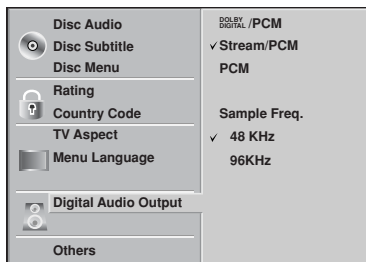 Disc Audio
Disc Subtitle
Disc Menu
Rating
Country Code
TV Aspect
Menu Language
Digital Audio Output
Others
DOLBY DIGITAL /PCM
Stream/PCM
PCM
Sample Freq.
48 KHz
96KHz